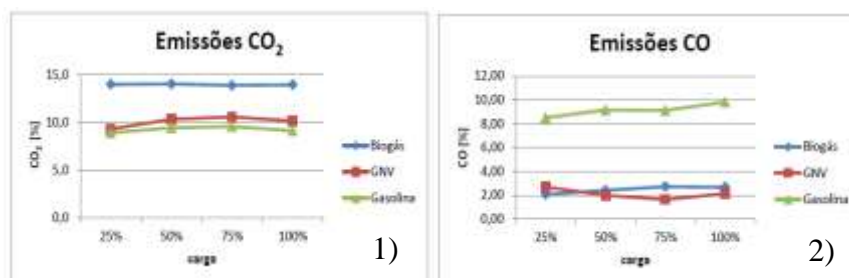 Emissões CO₂
15,0
10,0
5,0
0,0
CO₂ [%]
25% 50% 75% 100%
carga
Biogás
GNV
Gasolina
1)
Emissões CO
12,00
10,00
8,00
6,00
4,00
2,00
0,00
CO [%]
25% 50% 75% 100%
carga
Biogás
GNV
Gasolina
2)